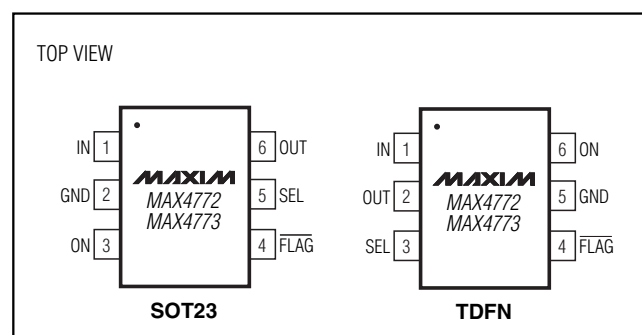 TOP VIEW
IN 1
GND 2
ON 3
6 OUT
5 SEL
4 FLAG
MAXIM
MAX4772
MAX4773
SOT23
IN 1
OUT 2
SEL 3
6 ON
5 GND
4 FLAG
MAXIM
MAX4772
MAX4773
TDFN